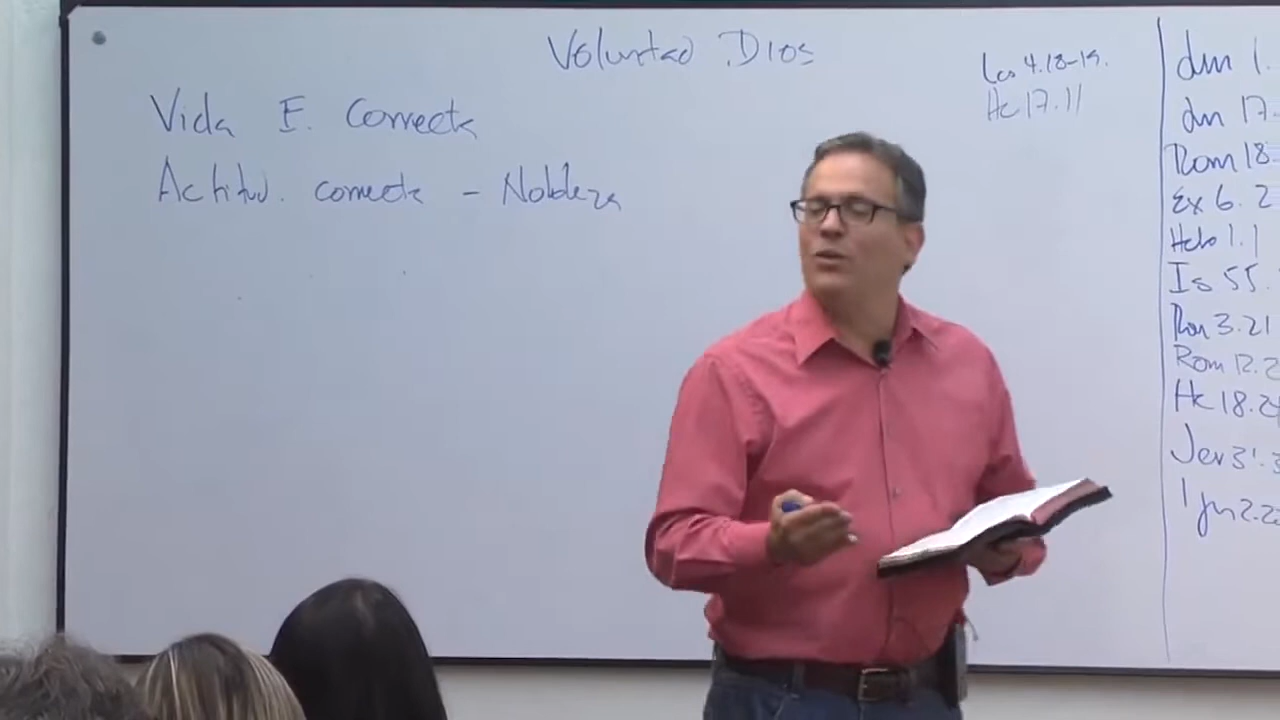 Voluntad Dios
Vida E. Correcta
Actitud. correcta - Nobleza
Lcs 4.18-19.
Hc 17.11
Jn 1.
Jn 17.
Rom 18
Ex 6. 2
Heb 1.1
Is 55.
Rom 3.21
Rom 12.2
Hc 18.2
Jer 31.3
1 Jn 2.2